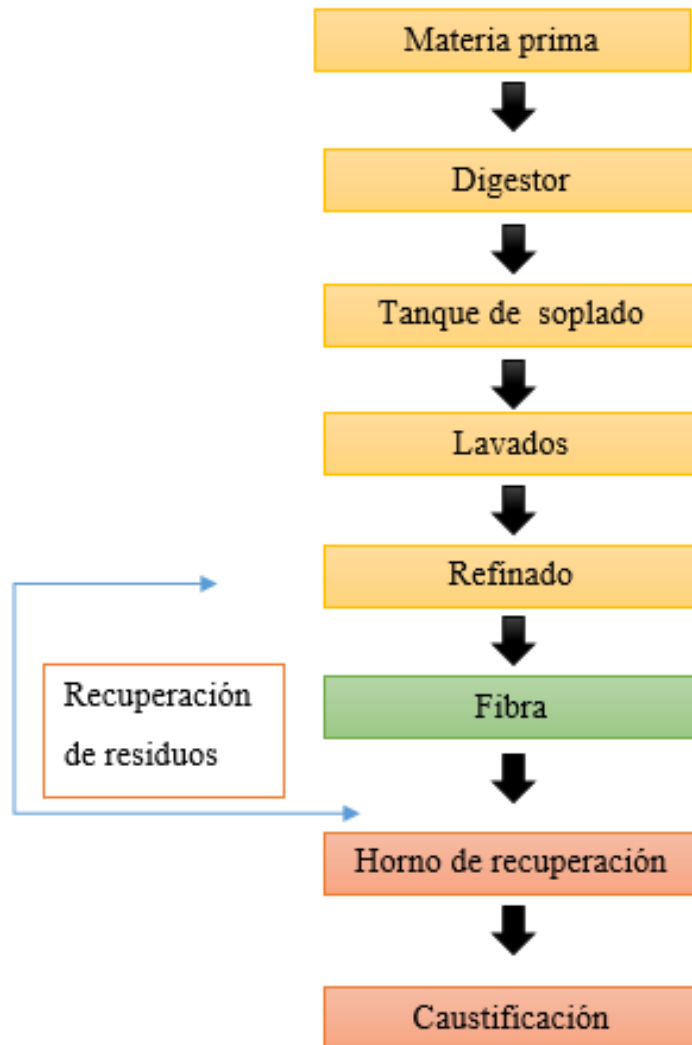 Materia prima
Digestor
Tanque de soplado
Lavados
Refinado
Recuperación
de residuos
Fibra
Horno de recuperación
Caustificación